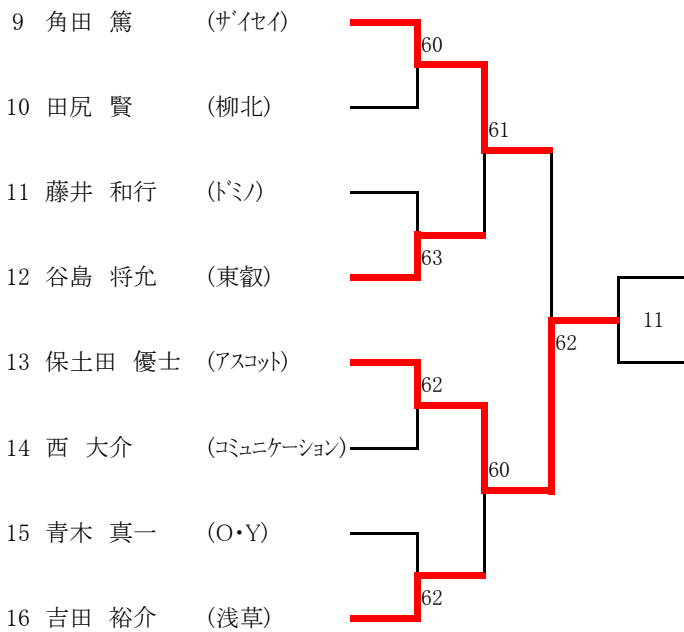 9 角田 篤 (ｻﾞｲｾｲ)
60
10 田尻 賢 (柳北)
61
11 藤井 和行 (ﾄﾞﾐﾉ)
63
12 谷島 将允 (東叡)
11
62
13 保土田 優士 (ｱｽｺｯﾄ)
62
14 西 大介 (ｺﾐｭﾆｹｰｼｮﾝ)
60
15 青木 真一 (O・Y)
62
16 吉田 裕介 (浅草)